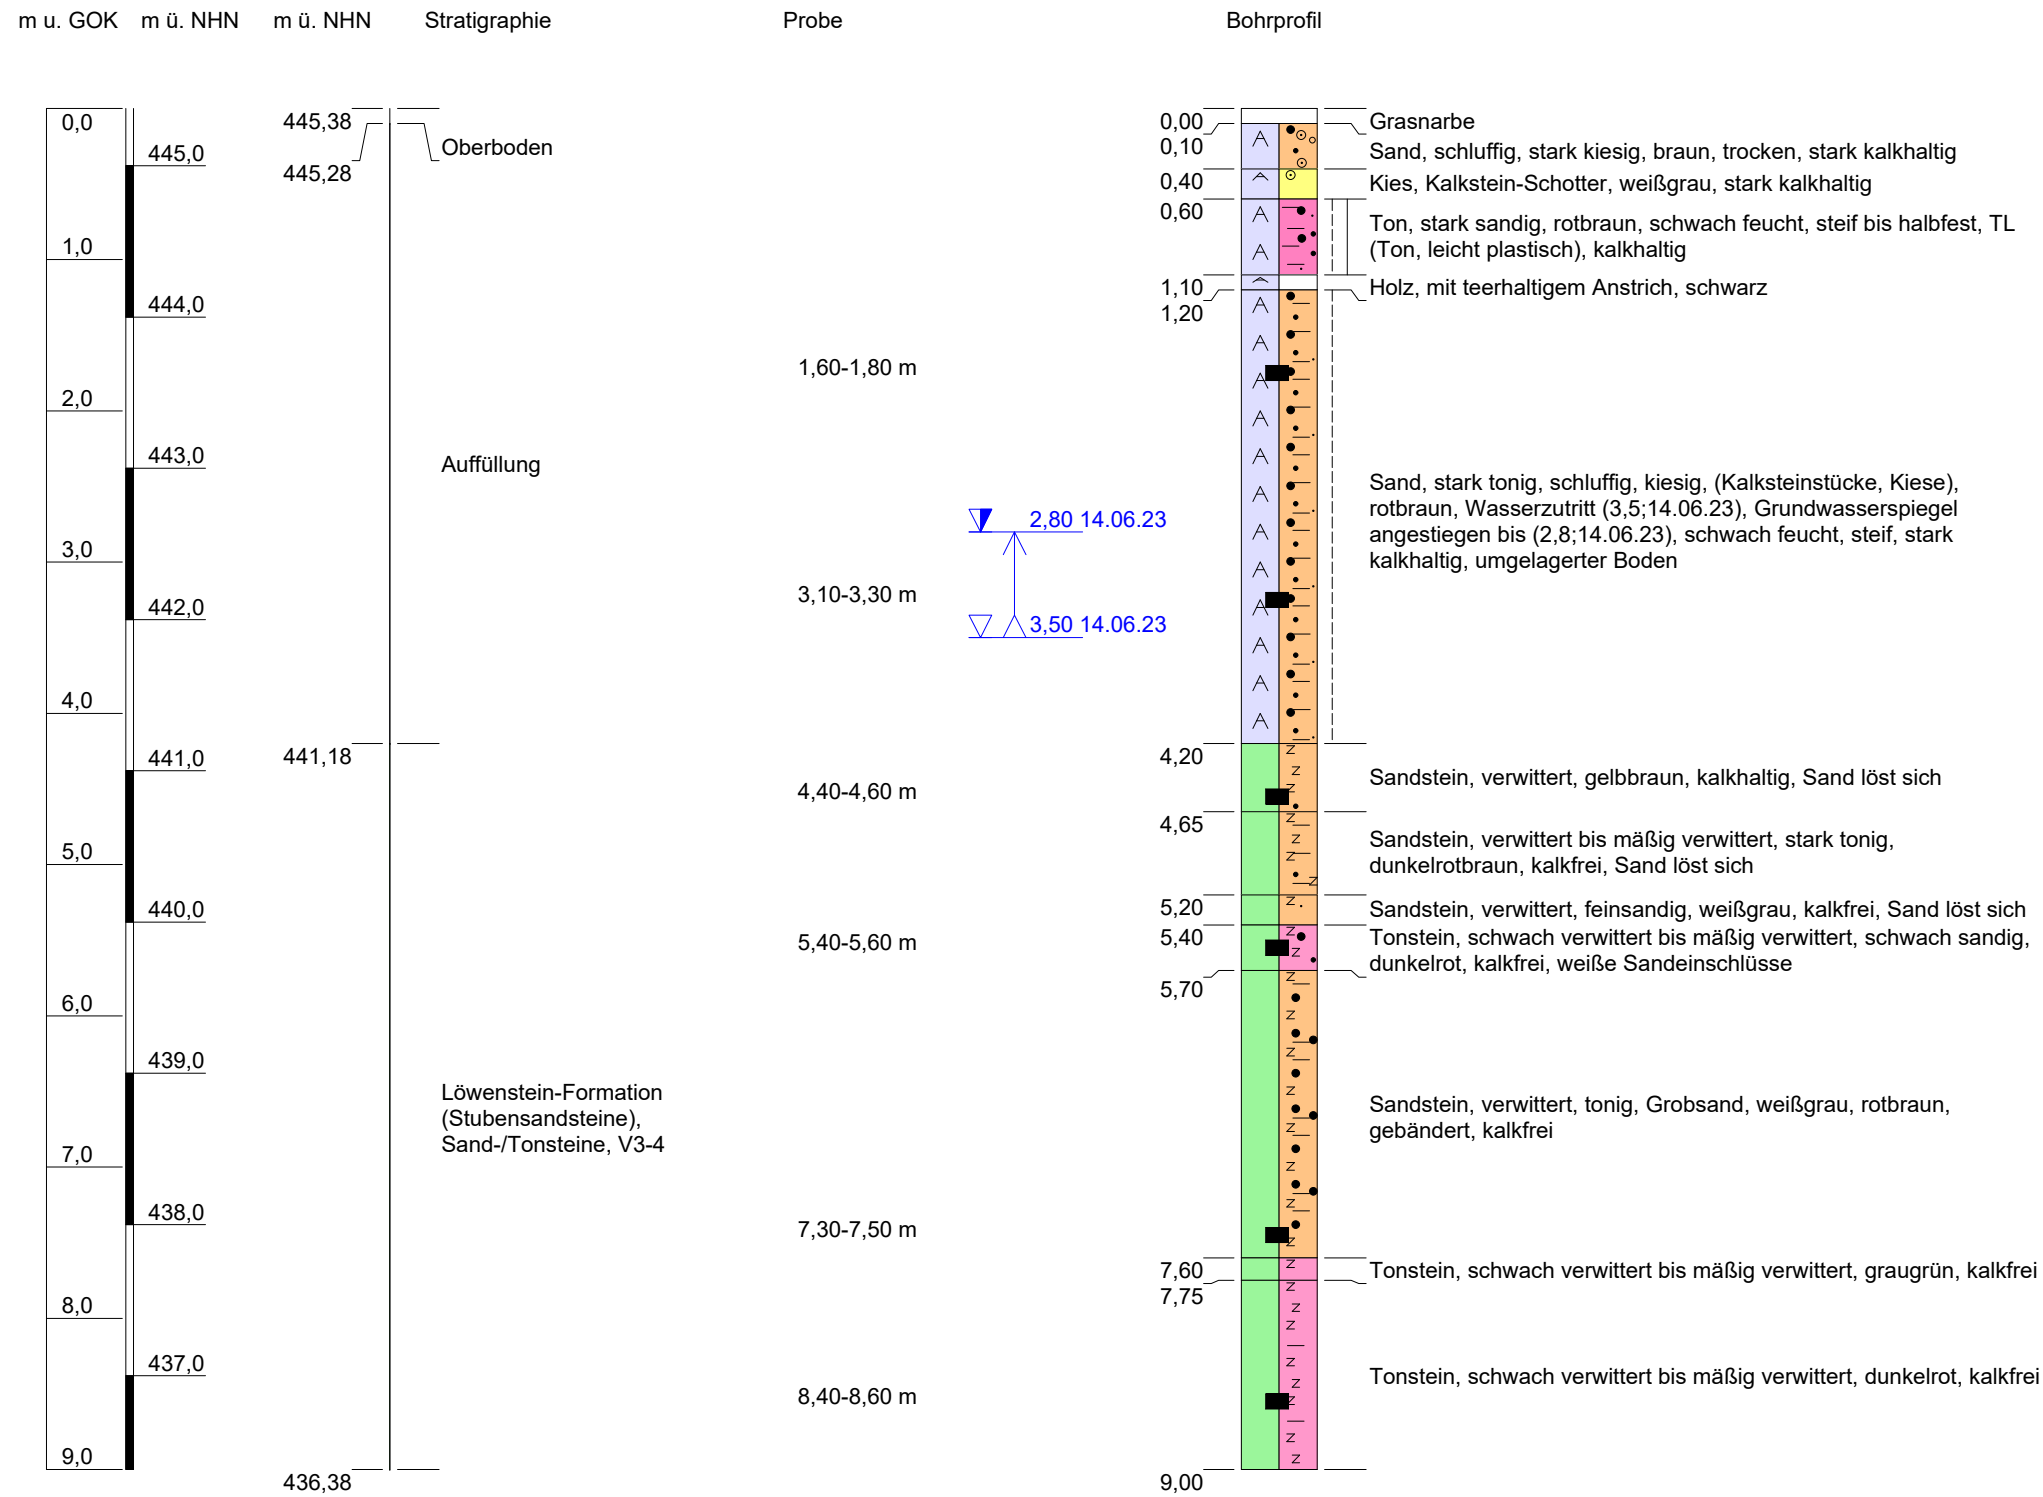 m u. GOK m ü. NHN m ü. NHN Stratigraphie Probe Bohrprofil
0,0
445,0
1,0
444,0
2,0
443,0
3,0
442,0
4,0
441,0
5,0
440,0
6,0
439,0
7,0
438,0
8,0
437,0
9,0
445,38
445,28
441,18
436,38
Oberboden
Auffüllung
Löwenstein-Formation
(Stubensandsteine),
Sand-/Tonsteine, V3-4
1,60-1,80 m
3,10-3,30 m
4,40-4,60 m
5,40-5,60 m
7,30-7,50 m
8,40-8,60 m
2,80 14.06.23
3,50 14.06.23
0,00
0,10
0,40
0,60
1,10
1,20
4,20
4,65
5,20
5,40
5,70
7,60
7,75
9,00
Grasnarbe
Sand, schluffig, stark kiesig, braun, trocken, stark kalkhaltig
Kies, Kalkstein-Schotter, weißgrau, stark kalkhaltig
Ton, stark sandig, rotbraun, schwach feucht, steif bis halbfest, TL
(Ton, leicht plastisch), kalkhaltig
Holz, mit teerhaltigem Anstrich, schwarz
Sand, stark tonig, schluffig, kiesig, (Kalksteinstücke, Kiese),
rotbraun, Wasserzutritt (3,5;14.06.23), Grundwasserspiegel
angestiegen bis (2,8;14.06.23), schwach feucht, steif, stark
kalkhaltig, umgelagerter Boden
Sandstein, verwittert, gelbbraun, kalkhaltig, Sand löst sich
Sandstein, verwittert bis mäßig verwittert, stark tonig,
dunkelrotbraun, kalkfrei, Sand löst sich
Sandstein, verwittert, feinsandig, weißgrau, kalkfrei, Sand löst sich
Tonstein, schwach verwittert bis mäßig verwittert, schwach sandig,
dunkelrot, kalkfrei, weiße Sandeinschlüsse
Sandstein, verwittert, tonig, Grobsand, weißgrau, rotbraun,
gebändert, kalkfrei
Tonstein, schwach verwittert bis mäßig verwittert, graugrün, kalkfrei
Tonstein, schwach verwittert bis mäßig verwittert, dunkelrot, kalkfrei